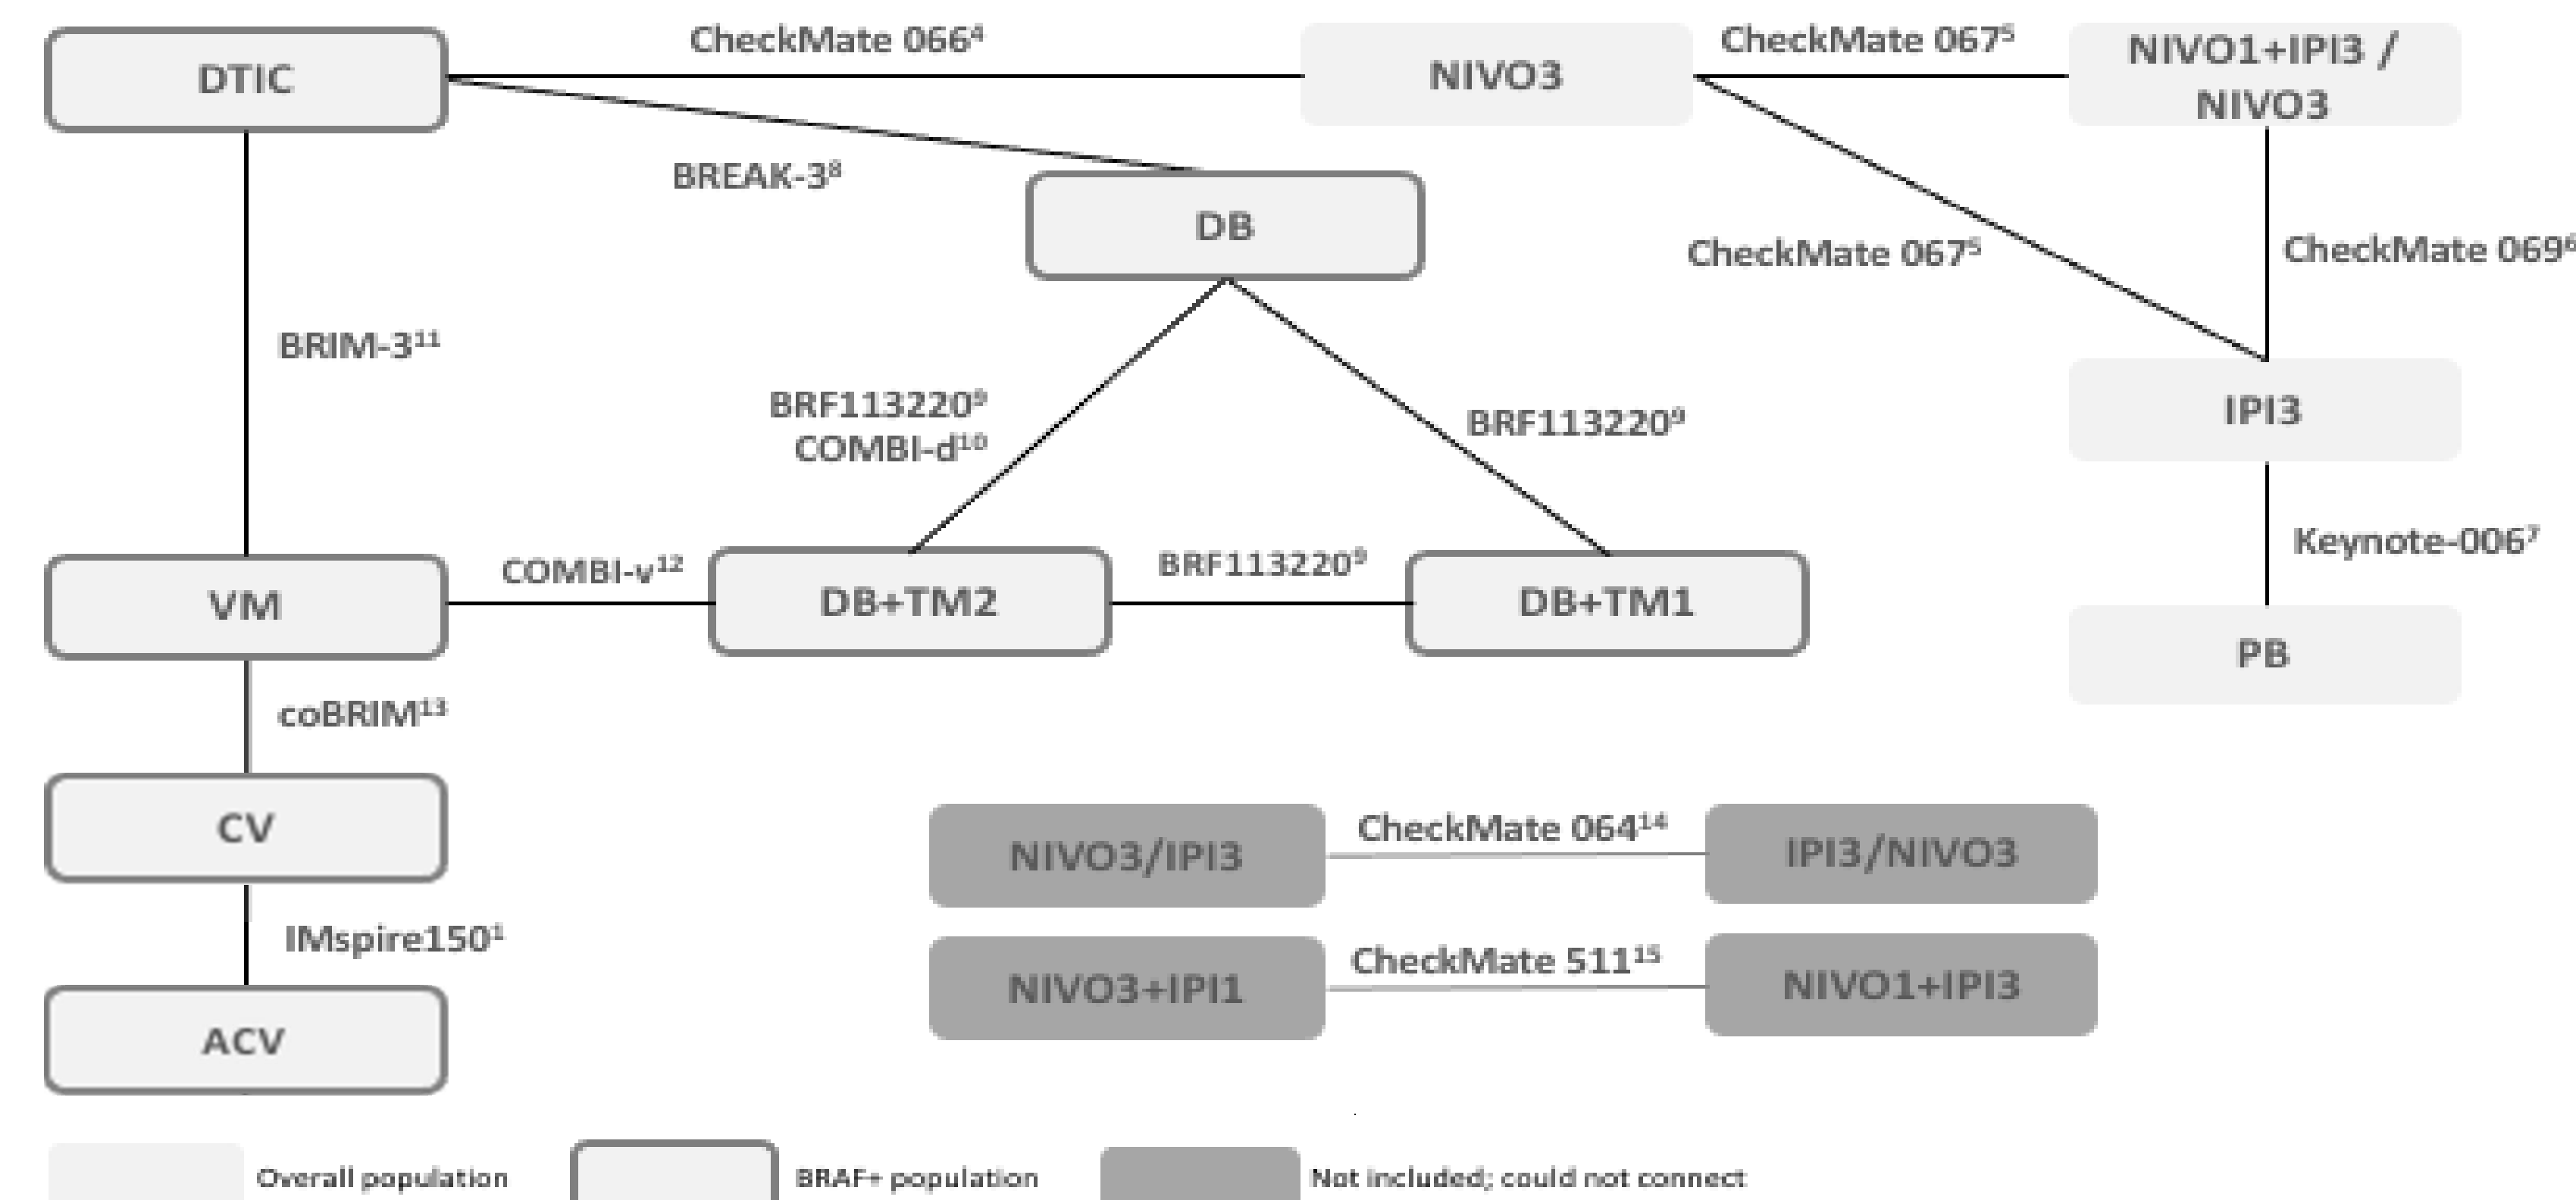 DTIC
CheckMate 066⁴
NIVO3
CheckMate 067⁵
NIVO1+IPI3 /
NIVO3
BREAK-3⁸
DB
CheckMate 067⁵
CheckMate 069⁶
BRIM-3¹¹
BRF113220⁹
COMBI-d¹⁰
BRF113220⁹
IPI3
Keynote-006⁷
VM
COMBI-v¹²
DB+TM2
BRF113220⁹
DB+TM1
PB
coBRIM¹³
CV
NIVO3/IPI3
CheckMate 064¹⁴
IPI3/NIVO3
IMspire150¹
NIVO3+IPI1
CheckMate 511¹⁵
NIVO1+IPI3
ACV
Overall population
BRAF+ population
Not included; could not connect